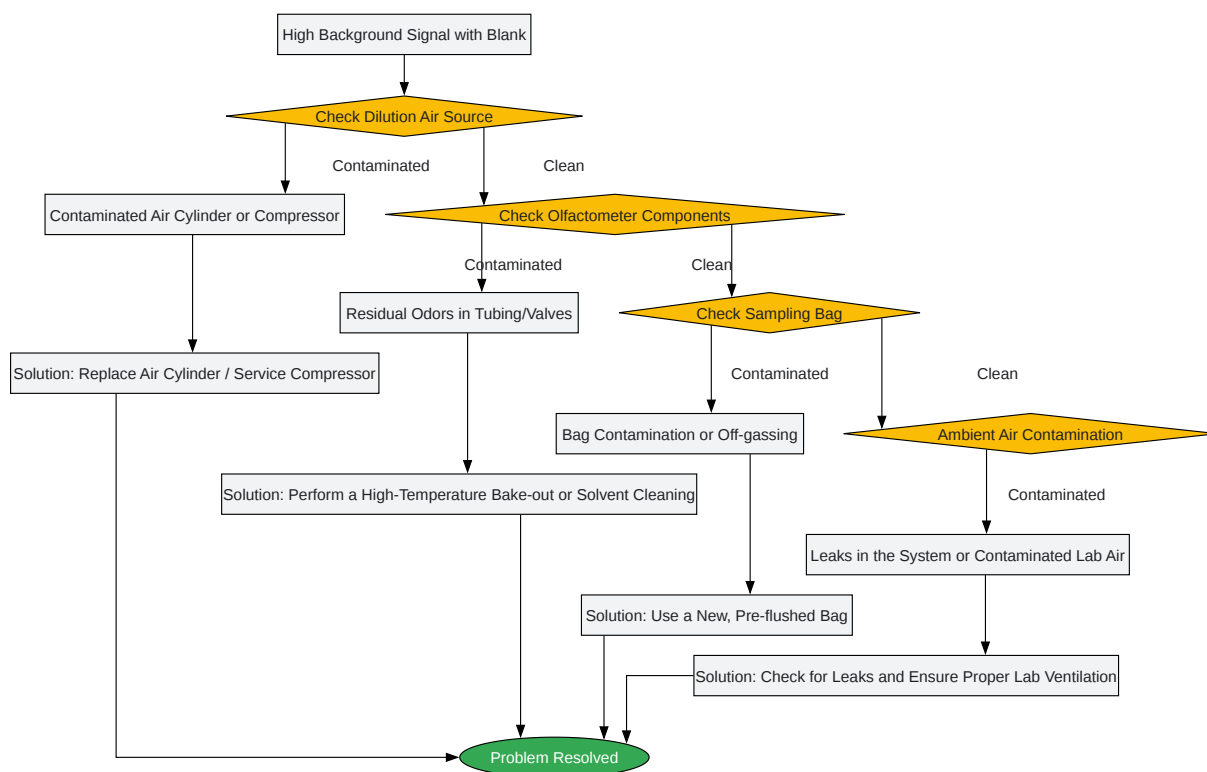 High Background Signal with Blank
Check Dilution Air Source
Contaminated
Clean
Contaminated Air Cylinder or Compressor
Check Olfactometer Components
Contaminated
Clean
Residual Odors in Tubing/Valves
Check Sampling Bag
Solution: Replace Air Cylinder / Service Compressor
Contaminated
Clean
Bag Contamination or Off-gassing
Ambient Air Contamination
Solution: Perform a High-Temperature Bake-out or Solvent Cleaning
Contaminated
Leaks in the System or Contaminated Lab Air
Solution: Use a New, Pre-flushed Bag
Solution: Check for Leaks and Ensure Proper Lab Ventilation
Problem Resolved